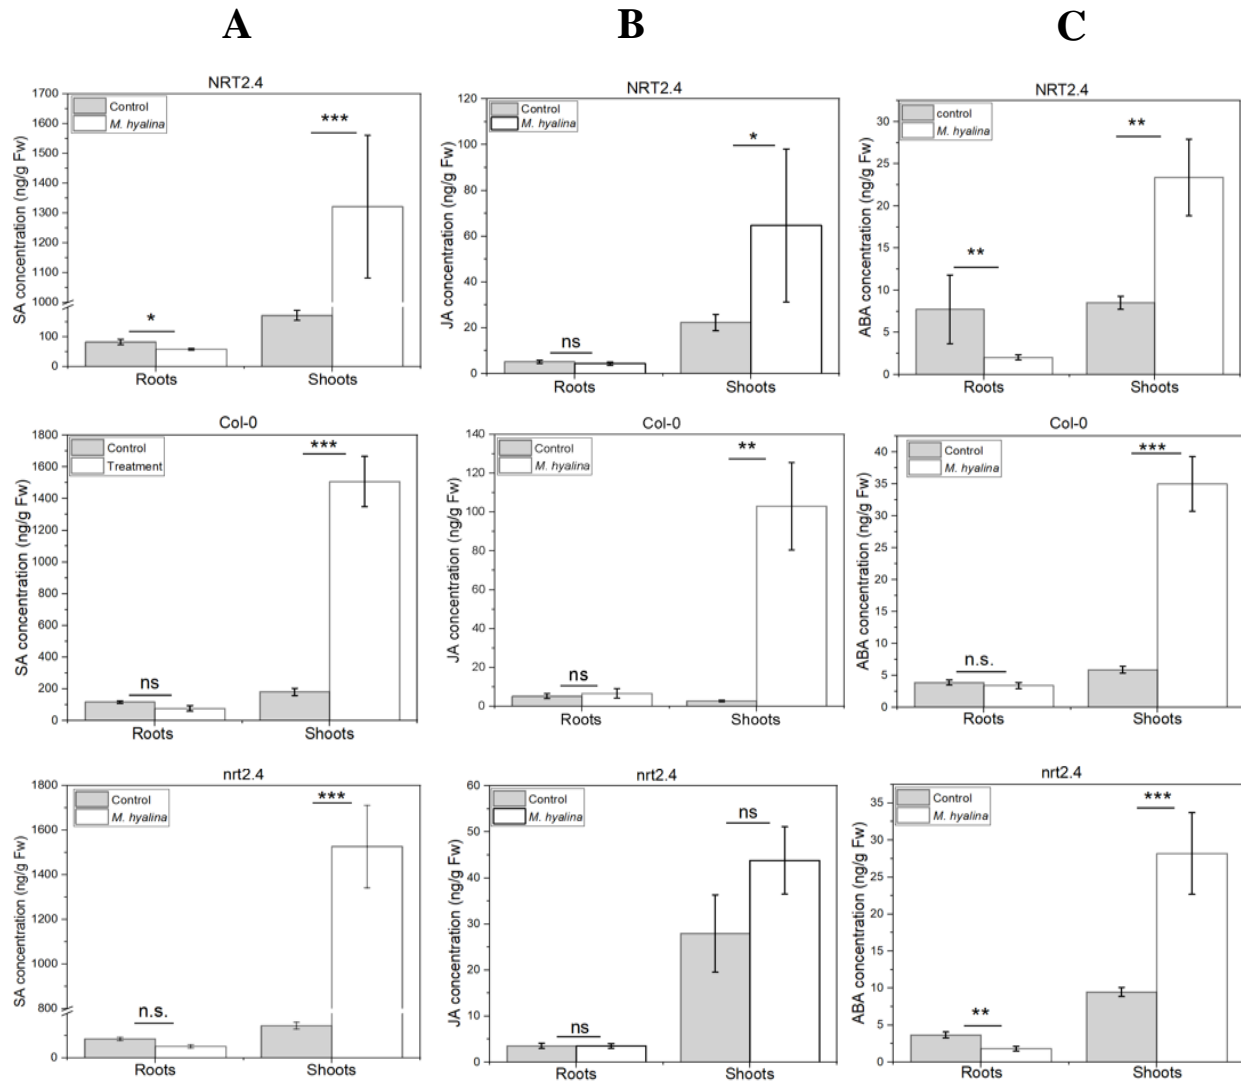 A
B
C
NRT2.4
SA concentration (ng/g Fw)
1700
1600
1500
1400
1300
1200
1100
1000
100
0
Control
M. hyalina
*
***
Roots
Shoots
NRT2.4
JA concentration (ng/g Fw)
120
100
80
60
40
20
0
Control
M. hyalina
ns
*
Roots
Shoots
NRT2.4
ABA concentration (ng/g Fw)
30
25
20
15
10
5
0
control
M. hyalina
**
**
Roots
Shoots
Col-0
SA concentration (ng/g Fw)
1800
1600
1500
1400
1200
1000
800
600
400
200
0
Control
Treatment
ns
***
Roots
Shoots
Col-0
JA concentration (ng/g Fw)
140
120
100
80
60
40
20
0
Control
M. hyalina
ns
**
Roots
Shoots
Col-0
ABA concentration (ng/g Fw)
40
35
30
25
20
15
10
5
0
Control
M. hyalina
n.s.
***
Roots
Shoots
nrt2.4
SA concentration (ng/g Fw)
1800
1600
1400
1200
1000
800
0
Control
M. hyalina
n.s.
***
Roots
Shoots
nrt2.4
JA concentration (ng/g Fw)
60
50
40
30
20
10
0
Control
M. hyalina
ns
ns
Roots
Shoots
nrt2.4
ABA concentration (ng/g Fw)
35
30
25
20
15
10
5
0
Control
M. hyalina
**
***
Roots
Shoots